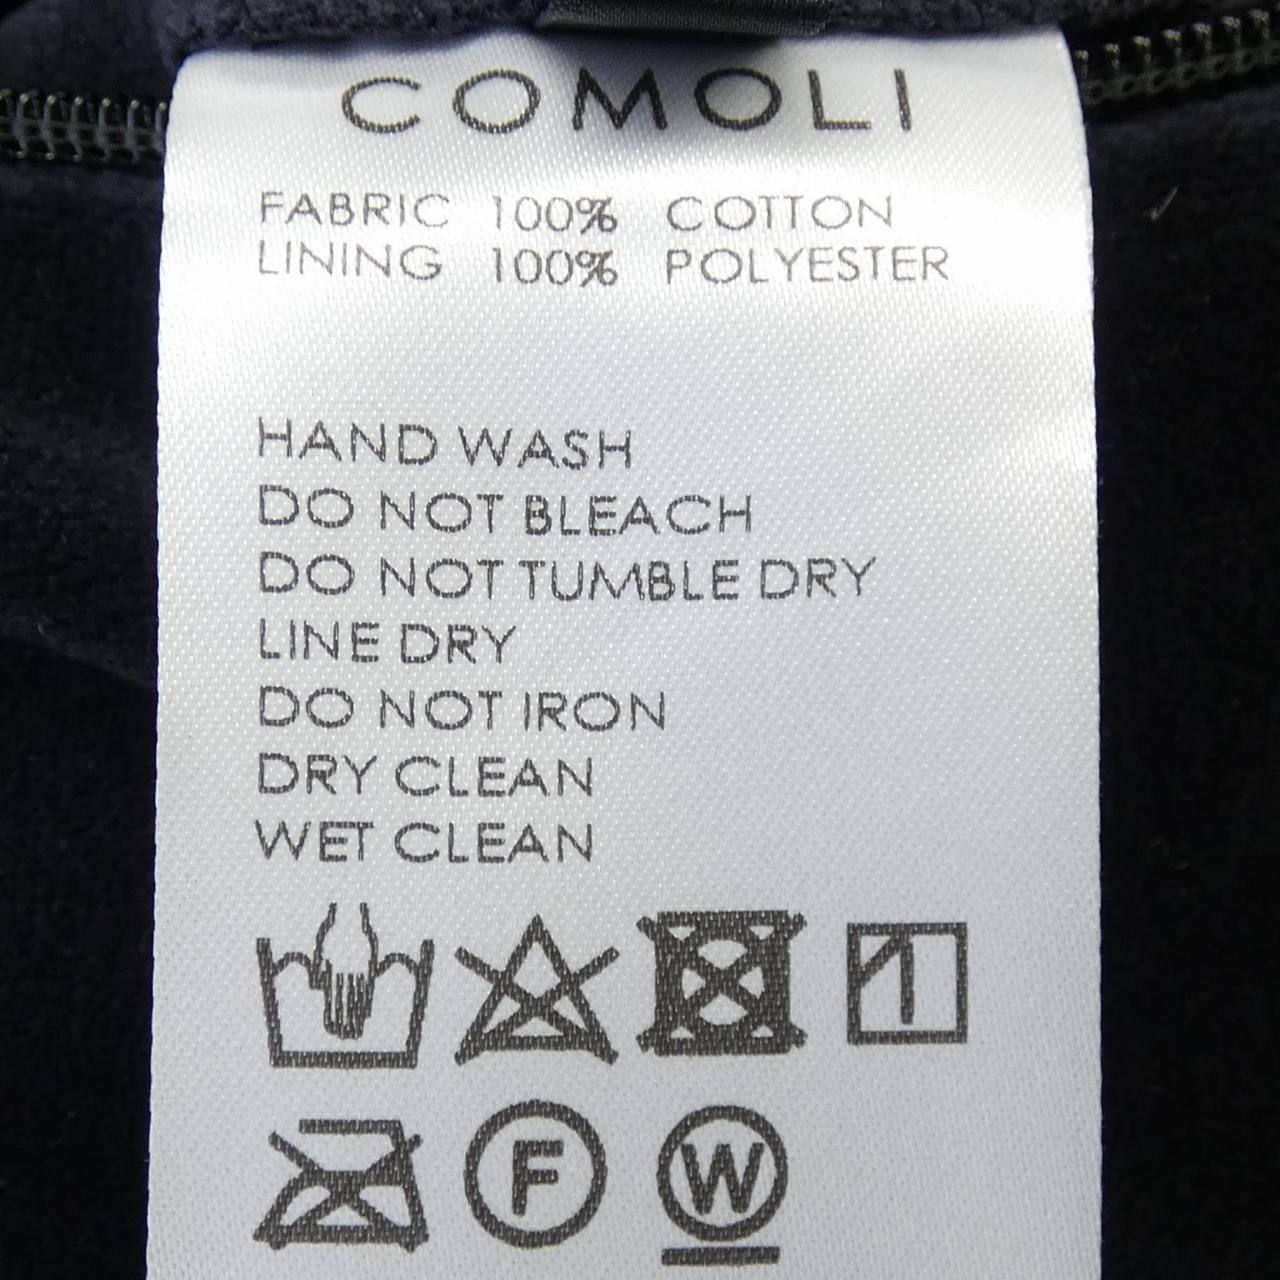 COMOLI
FABRIC 100% COTTON
LINING 100% POLYESTER
HAND WASH
DO NOT BLEACH
DO NOT TUMBLE DRY
LINE DRY
DO NOT IRON
DRY CLEAN
WET CLEAN
F W